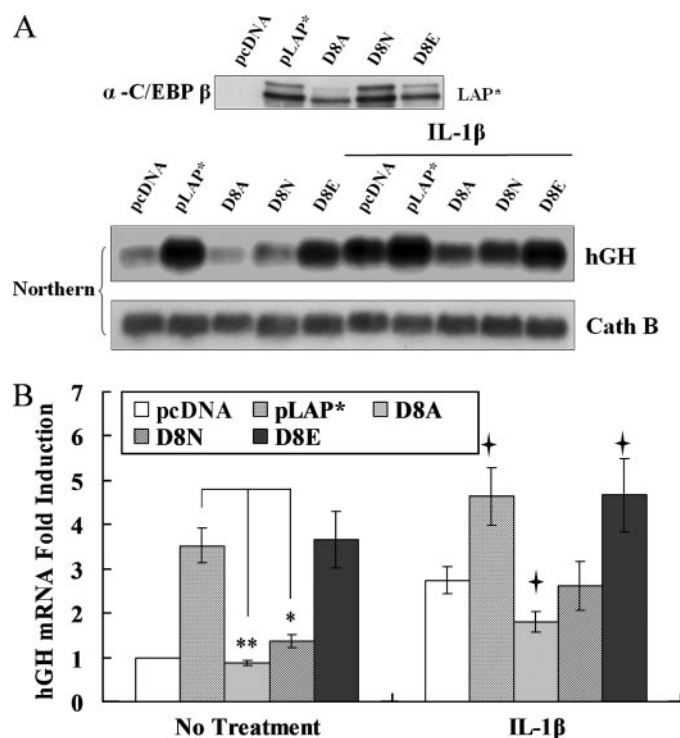 A
pcDNA pLAP* D8A D8N D8E
α -C/EBP β LAP*
IL-1β
pcDNA pLAP* D8A D8N D8E pcDNA pLAP* D8A D8N D8E
hGH
Northern
Cath B
B
hGH mRNA Fold Induction
7
6
5
4
3
2
1
0
pcDNA pLAP* D8A
D8N D8E
** *
No Treatment IL-1β